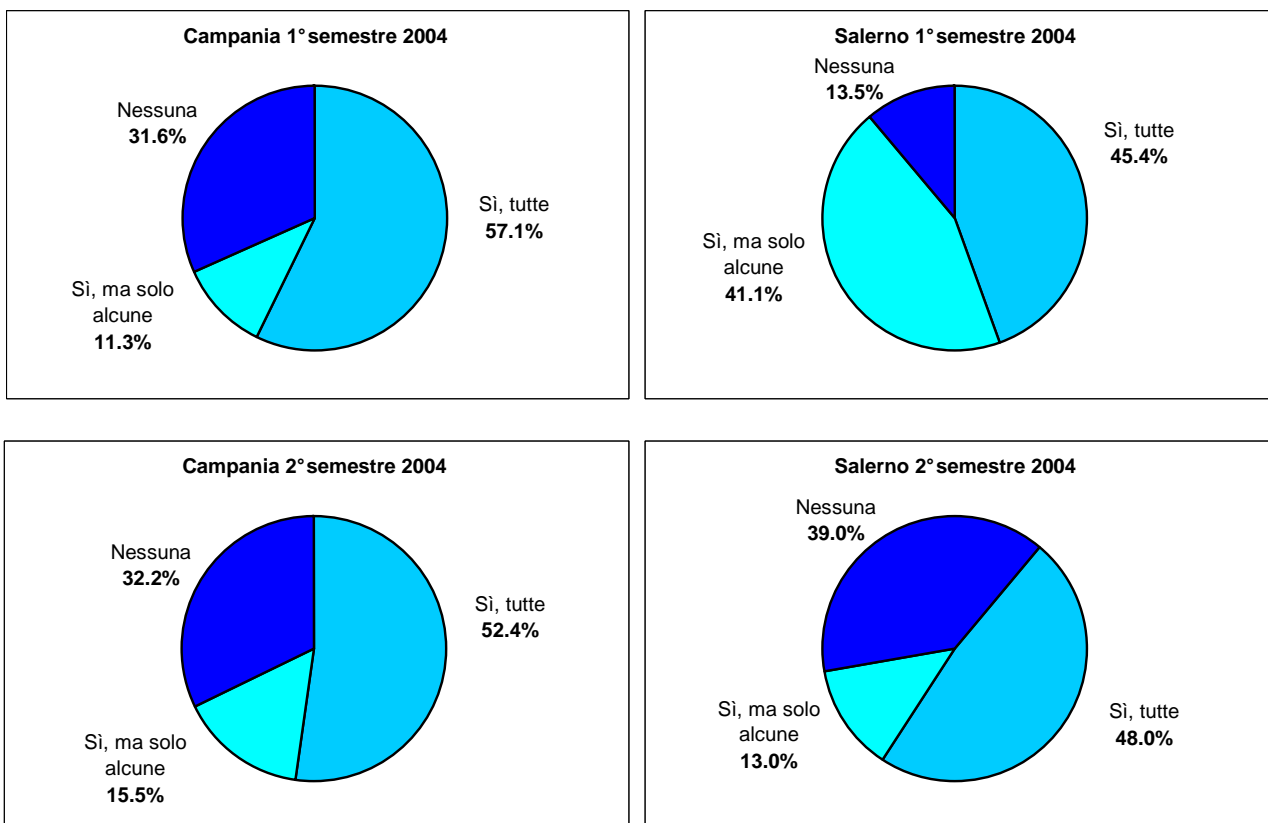 Campania 1° semestre 2004
Nessuna
31.6%
Sì, tutte
57.1%
Sì, ma solo
alcune
11.3%
Salerno 1° semestre 2004
Nessuna
13.5%
Sì, tutte
45.4%
Sì, ma solo
alcune
41.1%
Campania 2° semestre 2004
Nessuna
32.2%
Sì, tutte
52.4%
Sì, ma solo
alcune
15.5%
Salerno 2° semestre 2004
Nessuna
39.0%
Sì, ma solo
alcune
13.0%
Sì, tutte
48.0%